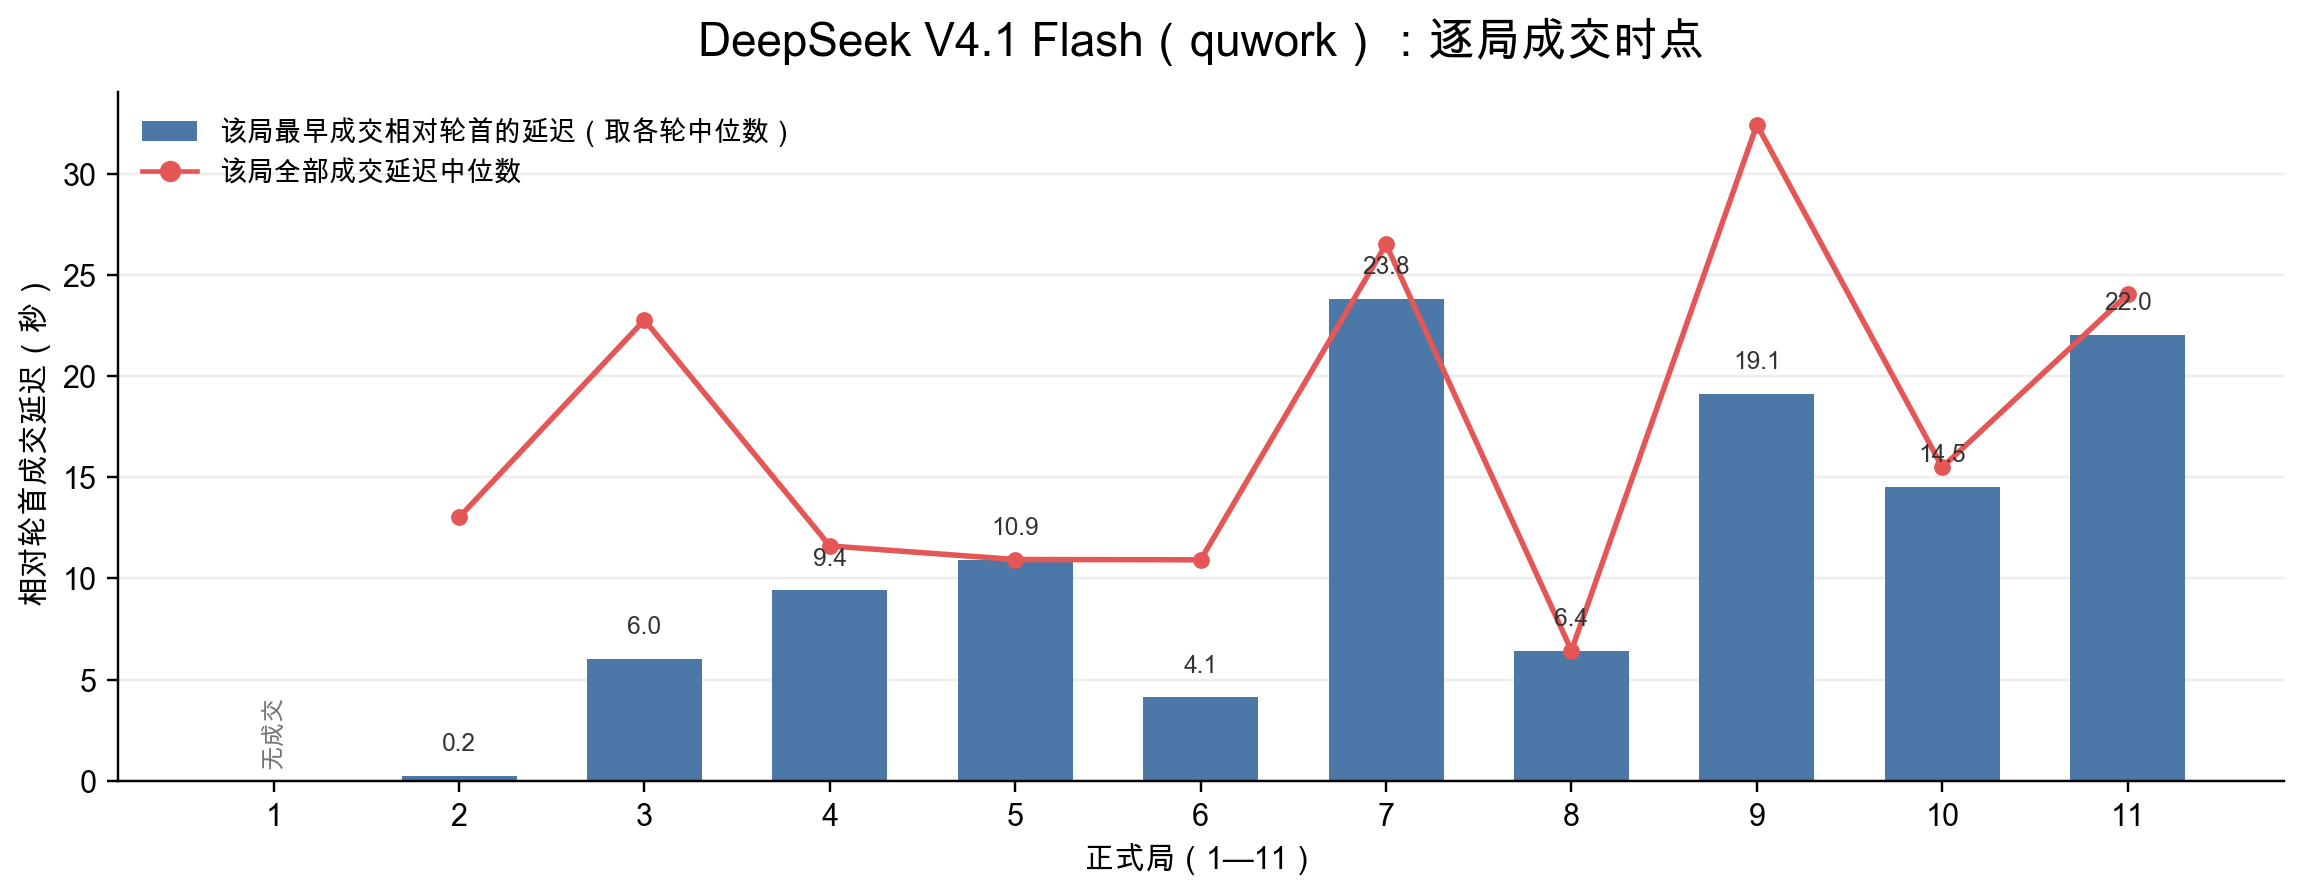 DeepSeek V4.1 Flash（quwork）：逐局成交时点
该局最早成交相对轮首的延迟（取各轮中位数）
该局全部成交延迟中位数
相对轮首成交延迟（秒）
30
25
20
15
10
5
0
无成交
0.2
6.0
9.4
10.9
4.1
23.8
6.4
19.1
14.5
22.0
1 2 3 4 5 6 7 8 9 10 11
正式局（1—11）